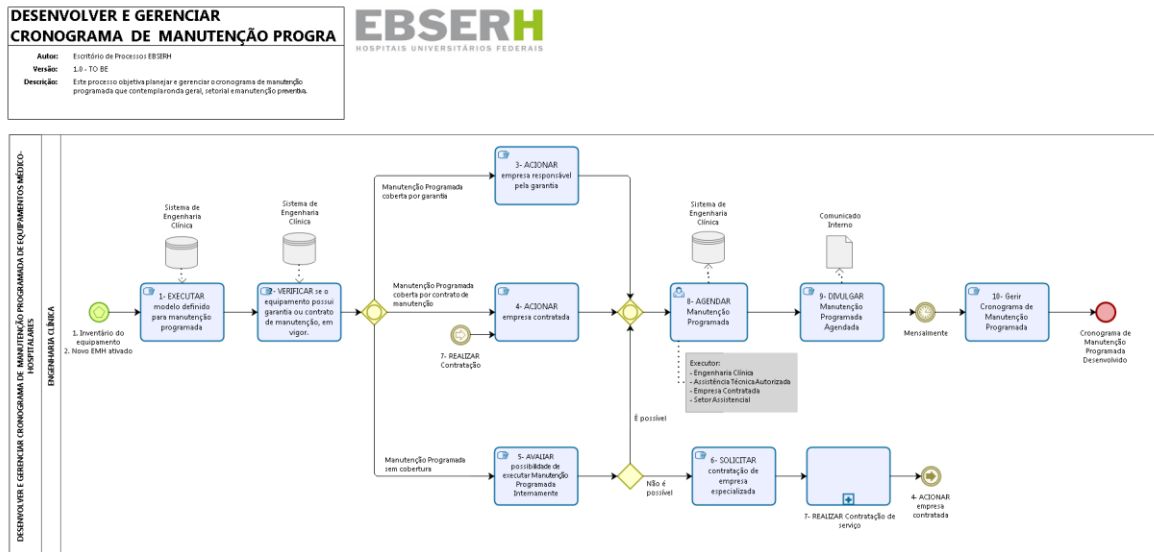 DESENVOLVER E GERENCIAR
CRONOGRAMA DE MANUTENÇÃO PROGRA
Autor: Escritório de Processos EBSERH
Versão: 1.0 - TO BE
Descrição: Este processo objetiva planejar e gerenciar o cronograma de manutenção
programada que contempla ronda geral, setorial e manutenção preventiva.
EBSERH
HOSPITAIS UNIVERSITÁRIOS FEDERAIS
DESENVOLVER E GERENCIAR CRONOGRAMA DE MANUTENÇÃO PROGRAMADA DE EQUIPAMENTOS MÉDICO-
HOSPITALARES
ENGENHARIA CLÍNICA
1. Inventário do
equipamento
2. Novo EMH ativado
Sistema de
Engenharia
Clínica
1- EXECUTAR
modelo definido
para manutenção
programada
Sistema de
Engenharia
Clínica
2- VERIFICAR se o
equipamento possui
garantia ou contrato
de manutenção, em
vigor.
Manutenção Programada
coberta por garantia
3- ACIONAR
empresa responsável
pela garantia
Manutenção Programada
coberta por contrato de
manutenção
4- ACIONAR
empresa contratada
7- REALIZAR
Contratação
Manutenção Programada
sem cobertura
5- AVALIAR
possibilidade de
executar Manutenção
Programada
Internamente
É possível
Não é
possível
6- SOLICITAR
contratação de
empresa
especializada
7- REALIZAR Contratação de
serviço
4- ACIONAR
empresa
contratada
Sistema de
Engenharia
Clínica
8- AGENDAR
Manutenção
Programada
Executor:
- Engenharia Clínica
- Assistência Técnica Autorizada
- Empresa Contratada
- Setor Assistencial
Comunicado
Interno
9- DIVULGAR
Manutenção
Programada
Agendada
Mensalmente
10- Gerir
Cronograma de
Manutenção
Programada
Cronograma de
Manutenção
Programada
Desenvolvido